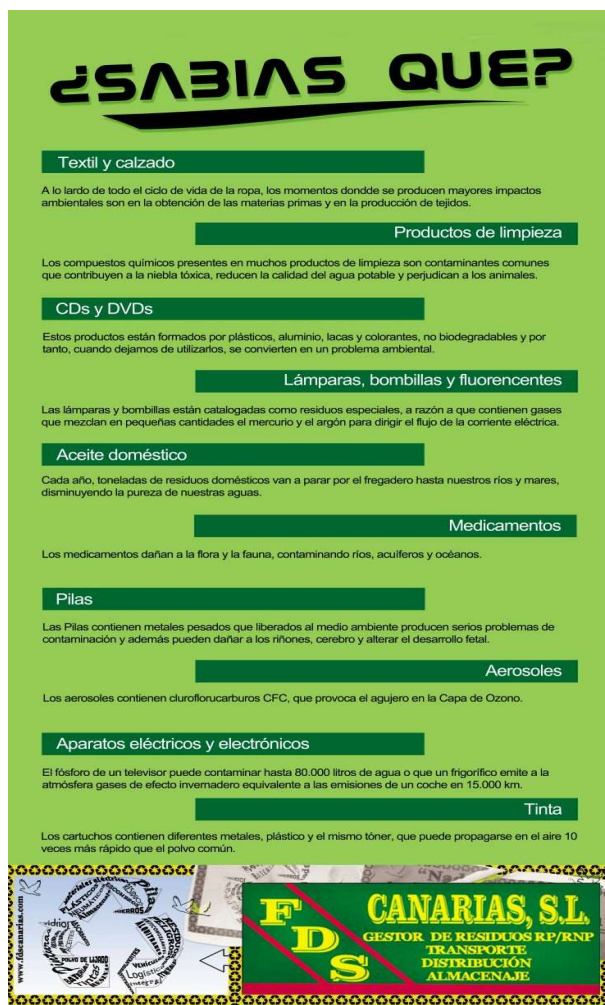 ¿SABIAS QUE?
Textil y calzado
A lo lardo de todo el ciclo de vida de la ropa, los momentos dondde se producen mayores impactos
ambientales son en la obtención de las materias primas y en la producción de tejidos.
Productos de limpieza
Los compuestos químicos presentes en muchos productos de limpieza son contaminantes comunes
que contribuyen a la niebla tóxica, reducen la calidad del agua potable y perjudican a los animales.
CDs y DVDs
Estos productos están formados por plásticos, aluminio, lacas y colorantes, no biodegradables y por
tanto, cuando dejamos de utilizarlos, se convierten en un problema ambiental.
Lámparas, bombillas y fluorencentes
Las lámparas y bombillas están catalogadas como residuos especiales, a razón a que contienen gases
que mezclan en pequeñas cantidades el mercurio y el argón para dirigir el flujo de la corriente eléctrica.
Aceite doméstico
Cada año, toneladas de residuos domésticos van a parar por el fregadero hasta nuestros ríos y mares,
disminuyendo la pureza de nuestras aguas.
Medicamentos
Los medicamentos dañan a la flora y la fauna, contaminando ríos, acuíferos y océanos.
Pilas
Las Pilas contienen metales pesados que liberados al medio ambiente producen serios problemas de
contaminación y además pueden dañar a los riñones, cerebro y alterar el desarrollo fetal.
Aerosoles
Los aerosoles contienen cluroflorucarburos CFC, que provoca el agujero en la Capa de Ozono.
Aparatos eléctricos y electrónicos
El fósforo de un televisor puede contaminar hasta 80.000 litros de agua o que un frigorífico emite a la
atmósfera gases de efecto invernadero equivalente a las emisiones de un coche en 15.000 km.
Tinta
Los cartuchos contienen diferentes metales, plástico y el mismo tóner, que puede propagarse en el aire 10
veces más rápido que el polvo común.
www.fdscanarias.com
PLÁSTICOS
Pila
HIERROS
vidrio
POLVO DE LIJADO
Tintas
Logística
integral
FDS
CANARIAS, S.L.
GESTOR DE RESIDUOS RP/RNP
TRANSPORTE
DISTRIBUCIÓN
ALMACENAJE